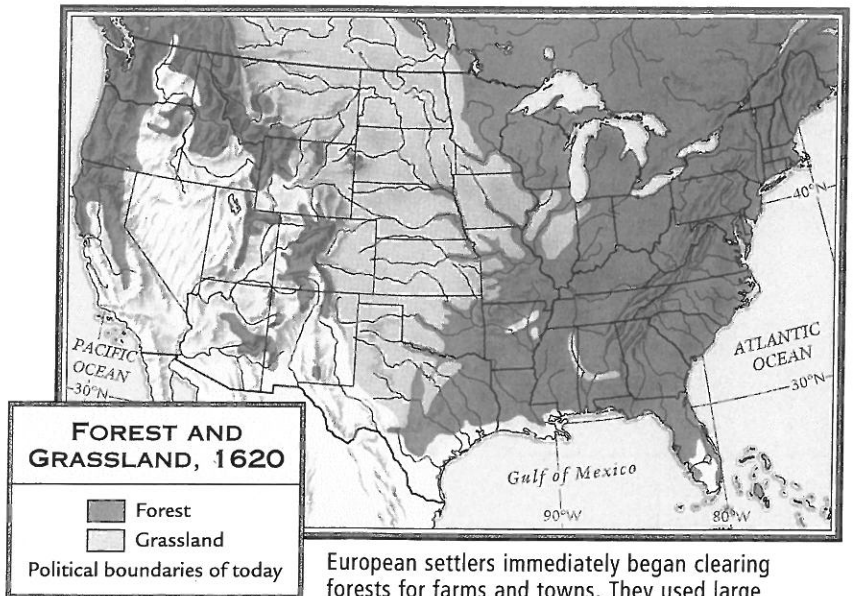 40°N
PACIFIC
OCEAN
30°N
ATLANTIC
OCEAN
30°N
Gulf of Mexico
90°W
80°W
FOREST AND
GRASSLAND, 1620
Forest
Grassland
Political boundaries of today
European settlers immediately began clearing
forests for farms and towns. They used large